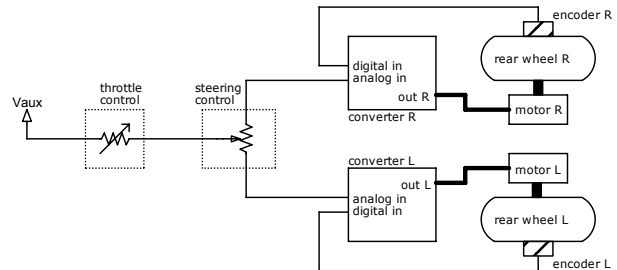 encoder R
rear wheel R
digital in
analog in
out R
converter R
motor R
throttle
control
steering
control
Vaux
converter L
out L
analog in
digital in
motor L
rear wheel L
encoder L